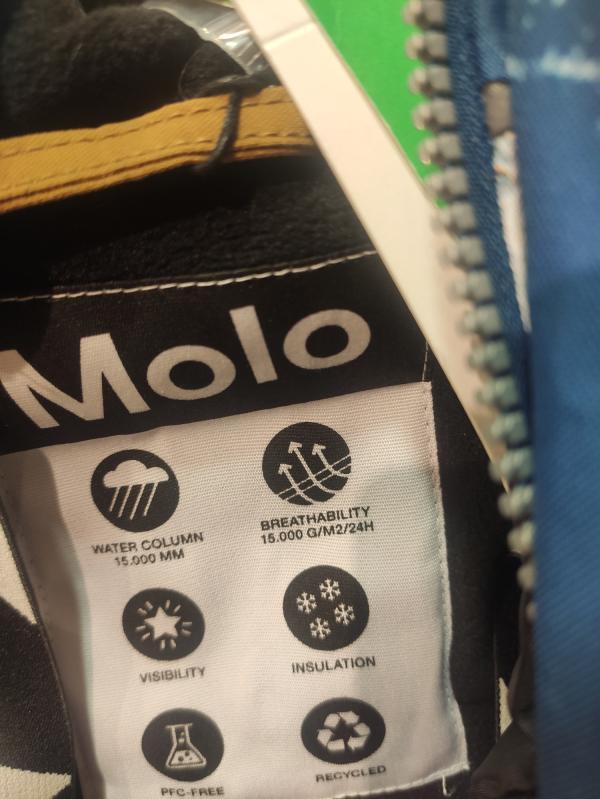 Molo
WATER COLUMN
15.000 MM
BREATHABILITY
15.000 G/M2/24H
VISIBILITY
INSULATION
PFC-FREE
RECYCLED